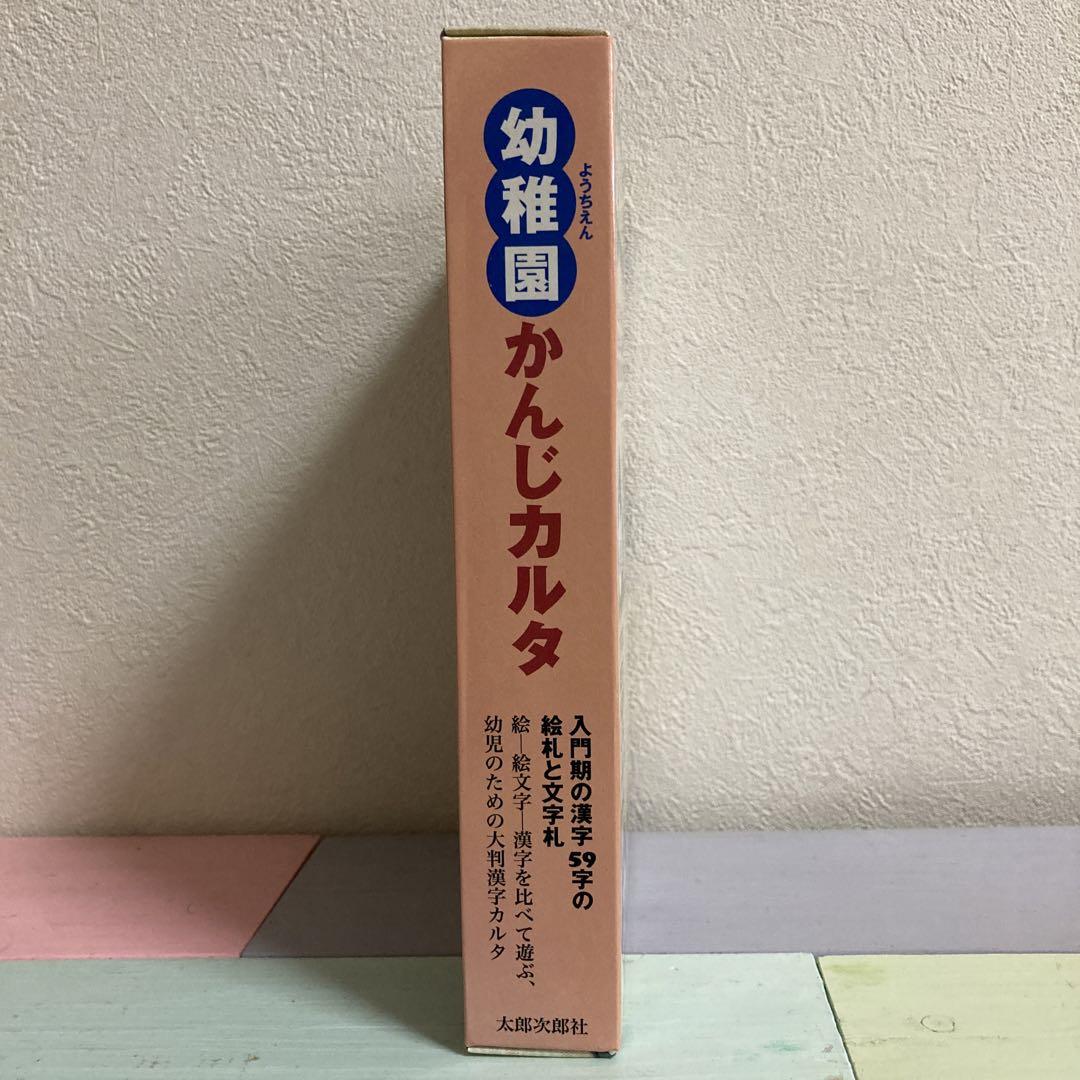 幼稚園
ようちえん
かんじカルタ
入門期の漢字59字の
絵札と文字札
絵―絵文字―漢字を比べて遊ぶ、
幼児のための大判漢字カルタ
太郎次郎社